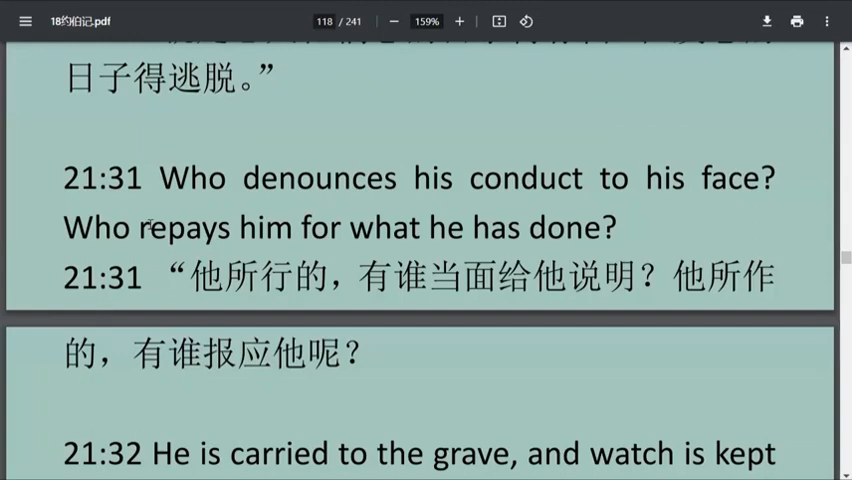 18约伯记.pdf
118 / 241
159%
日子得逃脱。”
21:31 Who denounces his conduct to his face?
Who repays him for what he has done?
21:31 “他所行的，有谁当面给他说明？他所作
的，有谁报应他呢？
21:32 He is carried to the grave, and watch is kept